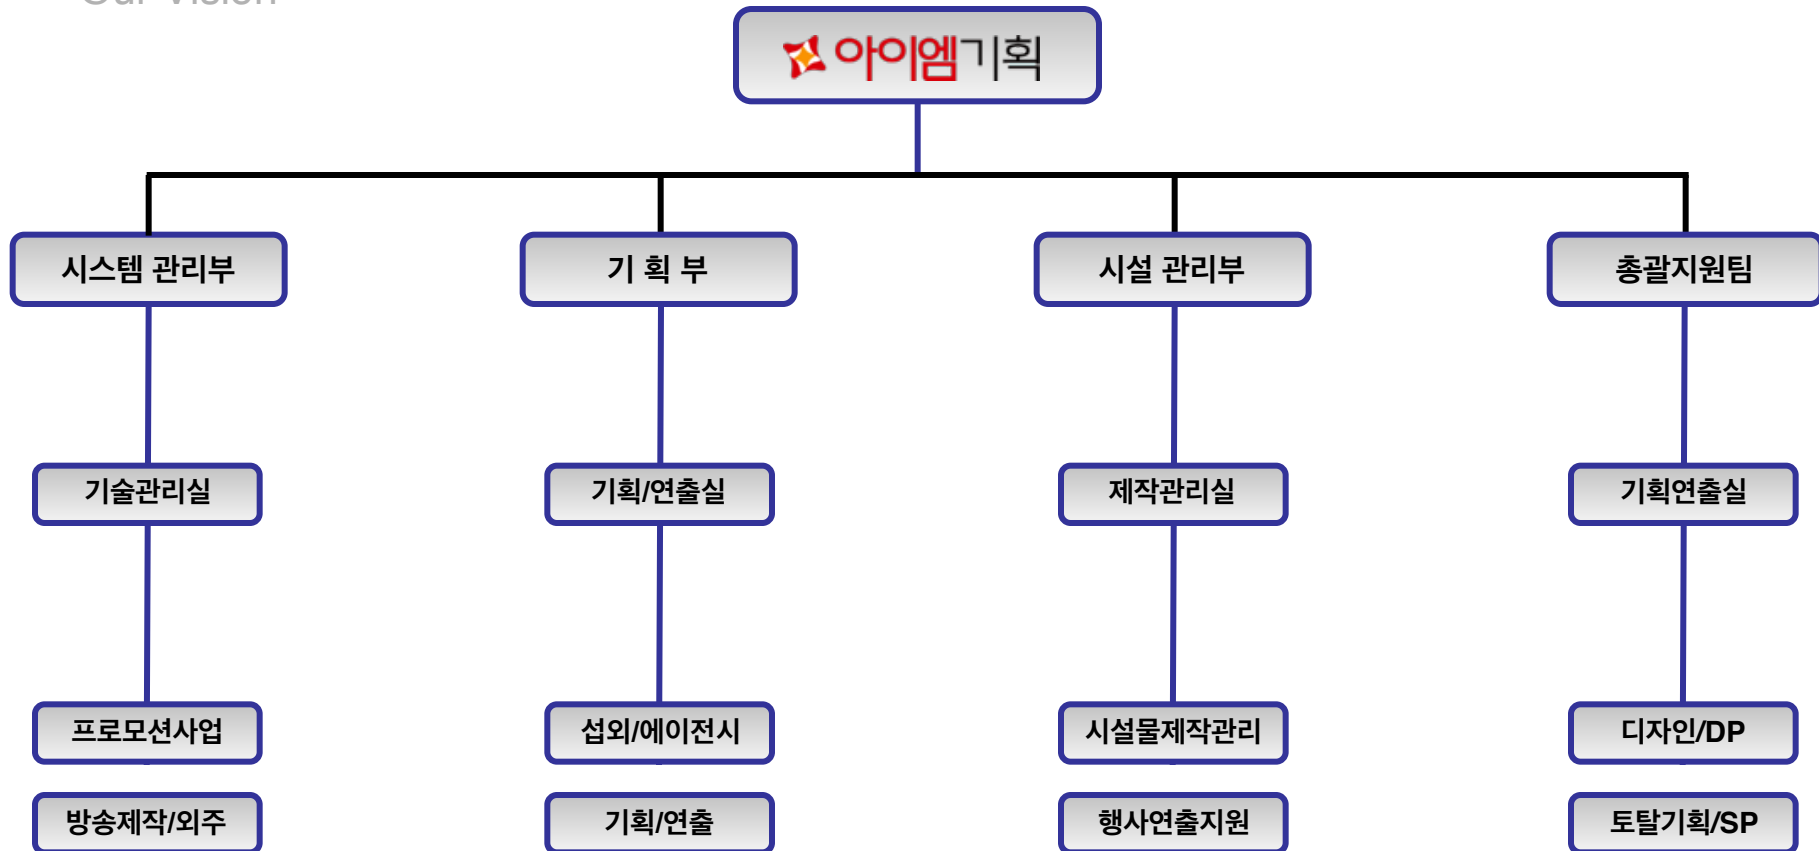 Our Vision
아이엠기획
시스템 관리부
기 획 부
시설 관리부
총괄지원팀
기술관리실
기획/연출실
제작관리실
기획연출실
프로모션사업
섭외/에이전시
시설물제작관리
디자인/DP
방송제작/외주
기획/연출
행사연출지원
토탈기획/SP